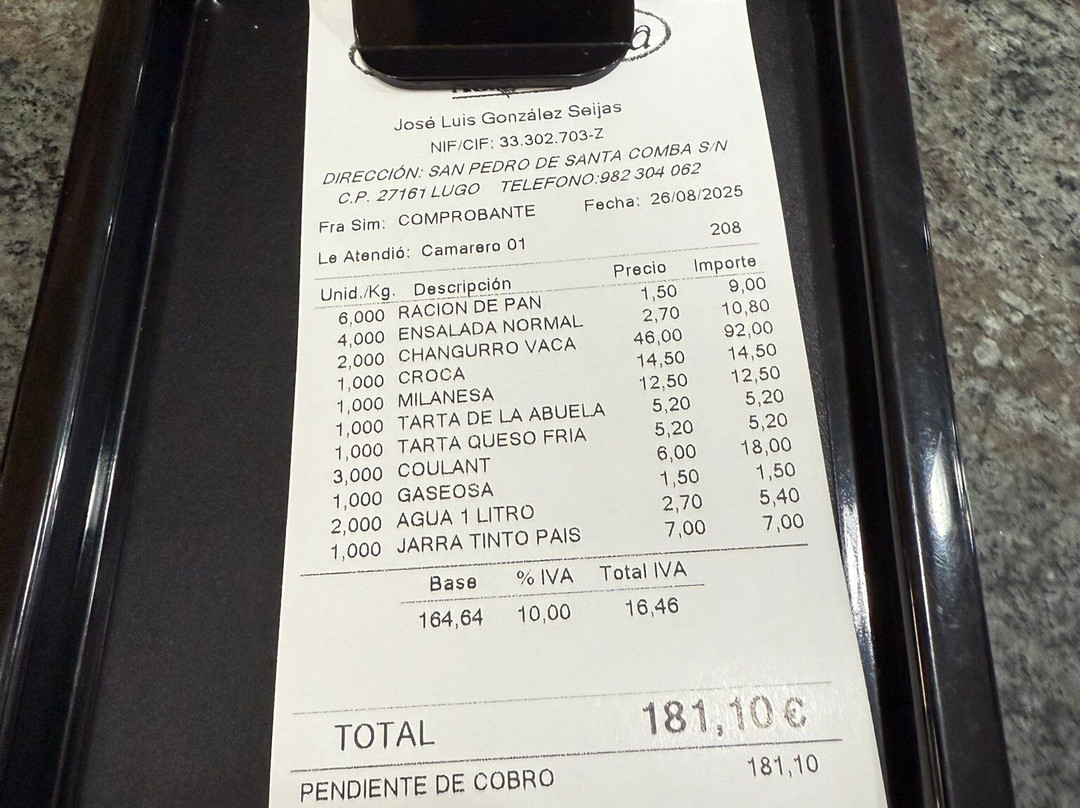 a
José Luis González Seijas
NIF/CIF: 33.302.703-Z
DIRECCIÓN: SAN PEDRO DE SANTA COMBA S/N
C.P. 27161 LUGO TELEFONO:982 304 062
Fra Sim: COMPROBANTE Fecha: 26/08/2025
Le Atendió: Camarero 01 208
Unid./Kg. Descripción Precio Importe
6,000 RACION DE PAN 1,50 9,00
4,000 ENSALADA NORMAL 2,70 10,80
2,000 CHANGURRO VACA 46,00 92,00
1,000 CROCA 14,50 14,50
1,000 MILANESA 12,50 12,50
1,000 TARTA DE LA ABUELA 5,20 5,20
1,000 TARTA QUESO FRIA 5,20 5,20
3,000 COULANT 6,00 18,00
1,000 GASEOSA 1,50 1,50
2,000 AGUA 1 LITRO 2,70 5,40
1,000 JARRA TINTO PAIS 7,00 7,00
Base % IVA Total IVA
164,64 10,00 16,46
TOTAL 181,10 €
PENDIENTE DE COBRO 181,10